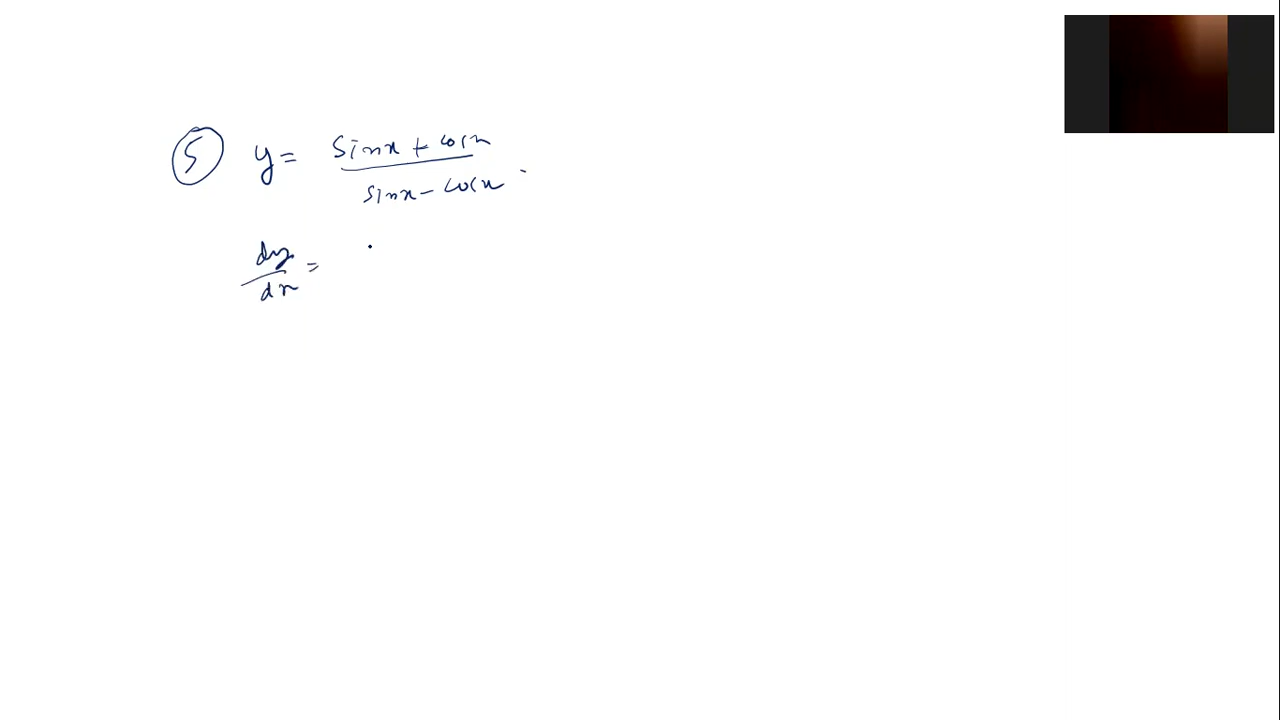 5 y = sinx + cosx / sinx - cosx.
dy/dx =